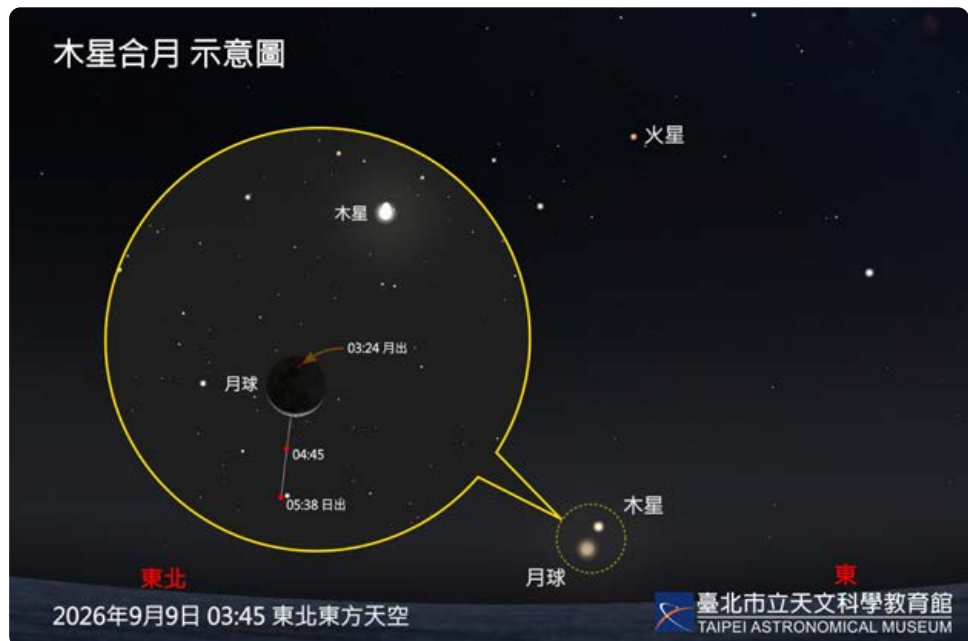 木星合月 示意圖
火星
木星
03:24 月出
月球
04:45
05:38 日出
木星
月球
東北
東
2026年9月9日 03:45 東北東方天空
臺北市立天文科學教育館
TAIPEI ASTRONOMICAL MUSEUM